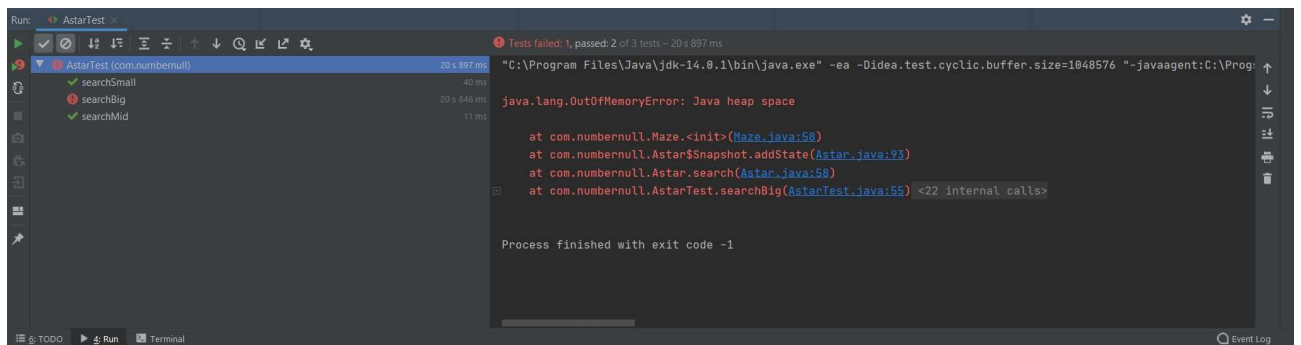 Run: AstarTest ×
Tests failed: 1, passed: 2 of 3 tests – 20 s 897 ms
AstarTest (com.numbernull) 20 s 897 ms
searchSmall 40 ms
searchBig 20 s 846 ms
searchMid 11 ms
"C:\Program Files\Java\jdk-14.0.1\bin\java.exe" -ea -Didea.test.cyclic.buffer.size=1048576 "-javaagent:C:\Prog
java.lang.OutOfMemoryError: Java heap space
at com.numbernull.Maze.<init>(Maze.java:58)
at com.numbernull.Astar$Snapshot.addState(Astar.java:93)
at com.numbernull.Astar.search(Astar.java:58)
at com.numbernull.AstarTest.searchBig(AstarTest.java:55) <22 internal calls>
Process finished with exit code -1
6: TODO 4: Run Terminal Event Log